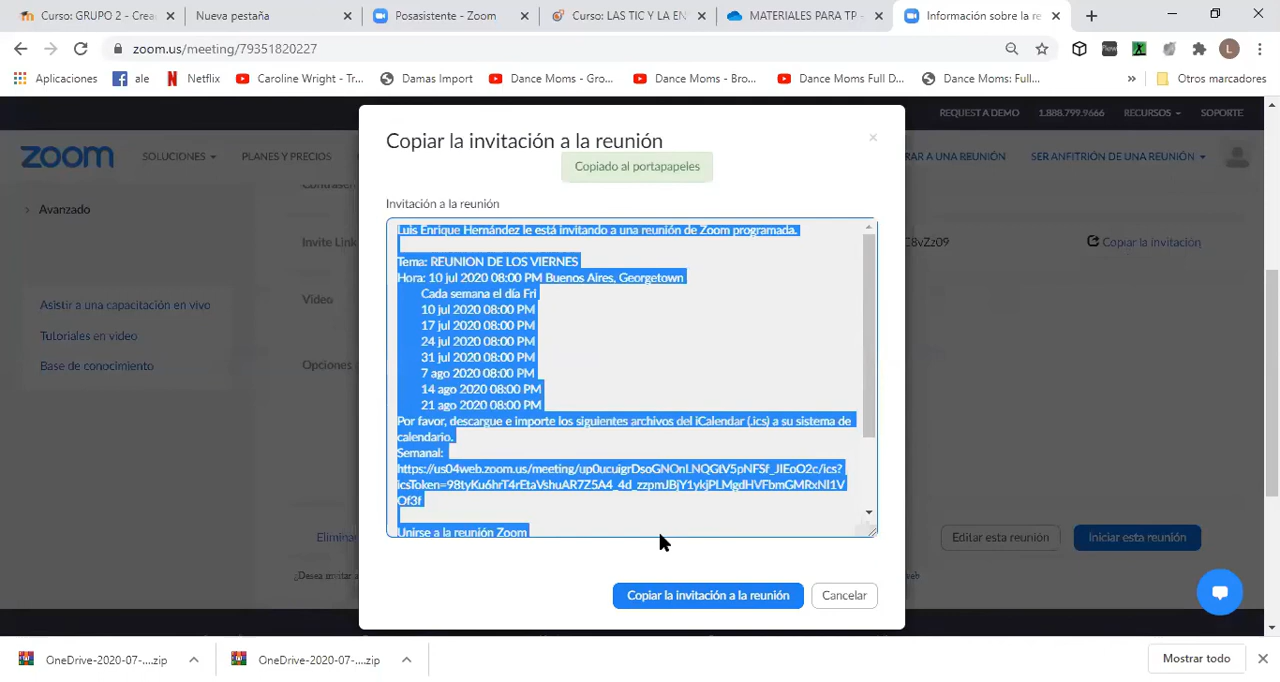 Curso: GRUPO 2 - Crea
Nueva pestaña
Posasistente - Zoom
Curso: LAS TIC Y LA EN
MATERIALES PARA TP -
Información sobre la re
zoom.us/meeting/79351820227
L
Aplicaciones
ale
Netflix
Caroline Wright - Tr...
Damas Import
Dance Moms - Gro...
Dance Moms - Bro...
Dance Moms Full D...
Dance Moms: Full...
Otros marcadores
REQUEST A DEMO
1.888.799.9666
RECURSOS
SOPORTE
zoom
SOLUCIONES
PLANES Y PRECIOS
RAR A UNA REUNIÓN
SER ANFITRIÓN DE UNA REUNIÓN
Avanzado
Asistir a una capacitación en vivo
Tutoriales en video
Base de conocimiento
Invite Link
C8vZz09
Copiar la invitación
Video
Opciones
Elimina
Editar esta reunión
Iniciar esta reunión
Copiar la invitación a la reunión
Copiado al portapapeles
Invitación a la reunión
Luis Enrique Hernández le está invitando a una reunión de Zoom programada.
Tema: REUNION DE LOS VIERNES
Hora: 10 jul 2020 08:00 PM Buenos Aires, Georgetown
Cada semana el día Fri
10 jul 2020 08:00 PM
17 jul 2020 08:00 PM
24 jul 2020 08:00 PM
31 jul 2020 08:00 PM
7 ago 2020 08:00 PM
14 ago 2020 08:00 PM
21 ago 2020 08:00 PM
Por favor, descargue e importe los siguientes archivos del iCalendar (.ics) a su sistema de
calendario.
Semanal:
Unirse a la reunión Zoom
Copiar la invitación a la reunión
Cancelar
OneDrive-2020-07-....zip
OneDrive-2020-07-....zip
Mostrar todo